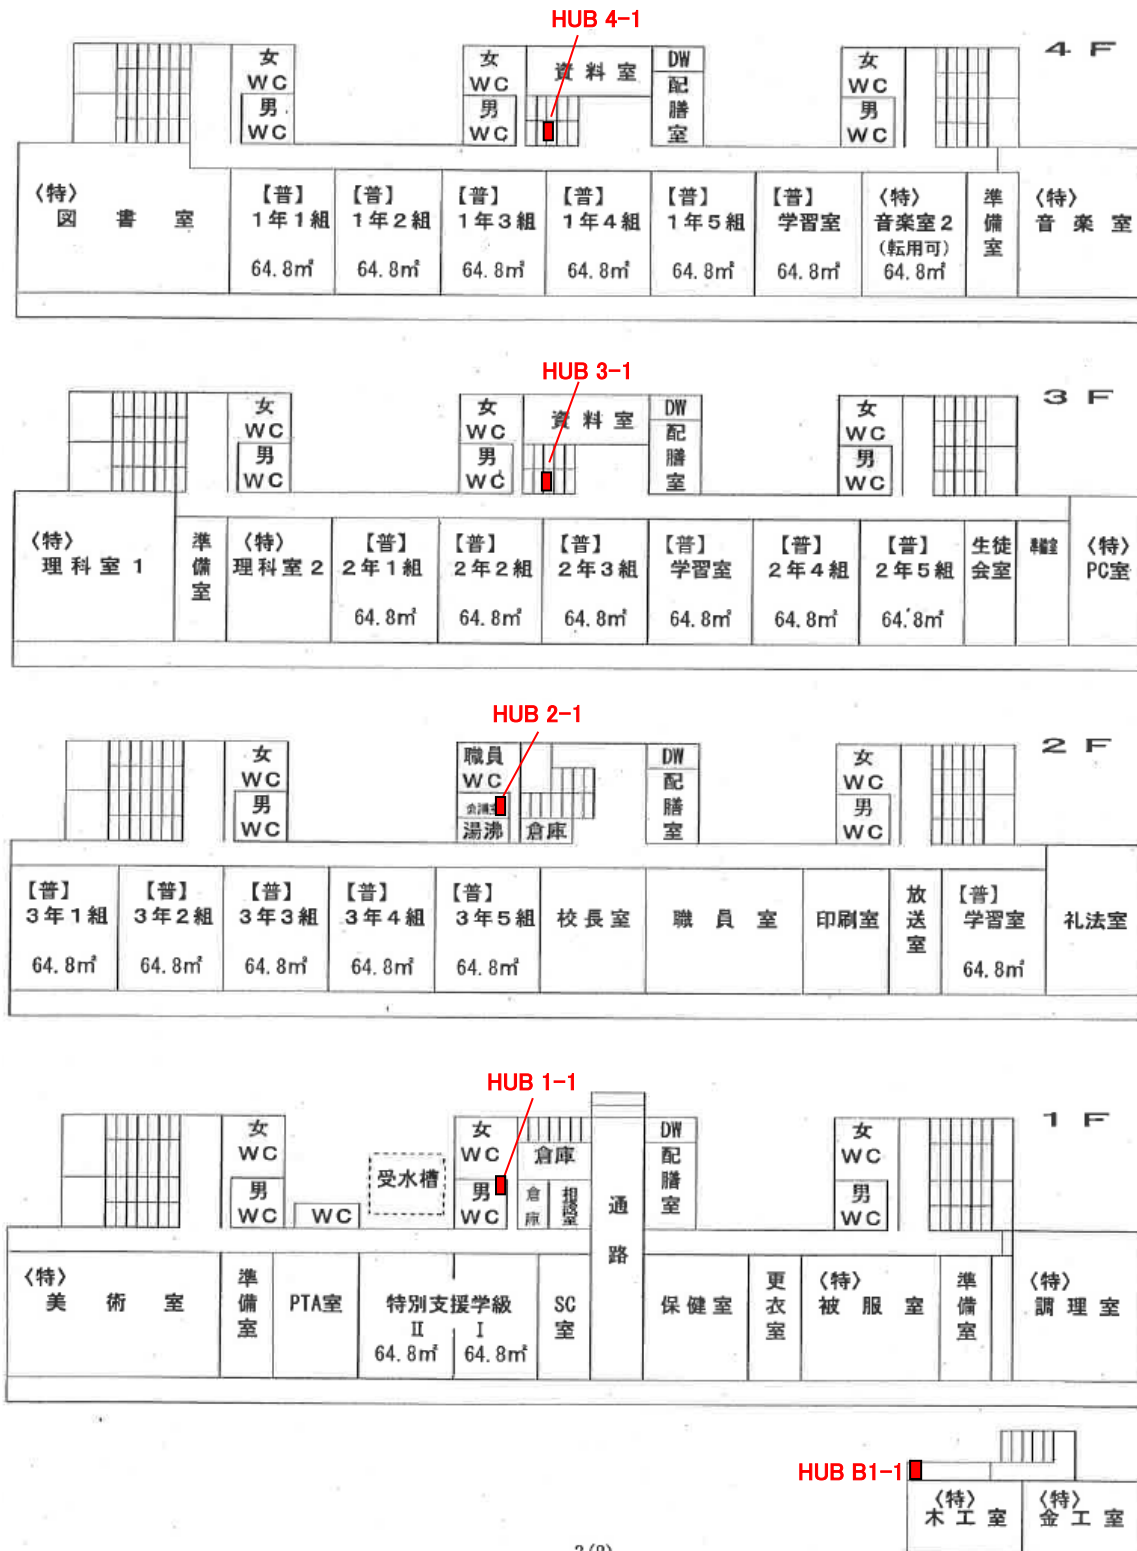 HUB 4-1
4F
女
WC
男
WC
女
WC
男
WC
資料室
DW
配
膳
室
女
WC
男
WC
〈特〉
図書室
【普】
1年1組
64.8㎡
【普】
1年2組
64.8㎡
【普】
1年3組
64.8㎡
【普】
1年4組
64.8㎡
【普】
1年5組
64.8㎡
【普】
学習室
64.8㎡
〈特〉
音楽室2
(転用可)
64.8㎡
準
備
室
〈特〉
音楽室
HUB 3-1
3F
女
WC
男
WC
女
WC
男
WC
資料室
DW
配
膳
室
女
WC
男
WC
〈特〉
理科室1
準
備
室
〈特〉
理科室2
【普】
2年1組
64.8㎡
【普】
2年2組
64.8㎡
【普】
2年3組
64.8㎡
【普】
学習室
64.8㎡
【普】
2年4組
64.8㎡
【普】
2年5組
64.8㎡
生徒
会室
〈特〉
PC室
HUB 2-1
2F
女
WC
男
WC
職員
WC
湯沸
倉庫
DW
配
膳
室
女
WC
男
WC
【普】
3年1組
64.8㎡
【普】
3年2組
64.8㎡
【普】
3年3組
64.8㎡
【普】
3年4組
64.8㎡
【普】
3年5組
64.8㎡
校長室
職員室
印刷室
放
送
室
【普】
学習室
64.8㎡
礼法室
HUB 1-1
1F
女
WC
男
WC
WC
受水槽
女
WC
男
WC
倉庫
倉
庫
相談室
通
路
DW
配
膳
室
女
WC
男
WC
〈特〉
美術室
準
備
室
PTA室
特別支援学級
Ⅱ Ⅰ
64.8㎡ 64.8㎡
SC
室
保健室
更
衣
室
〈特〉
被服室
準
備
室
〈特〉
調理室
HUB B1-1
〈特〉
木工室
〈特〉
金工室